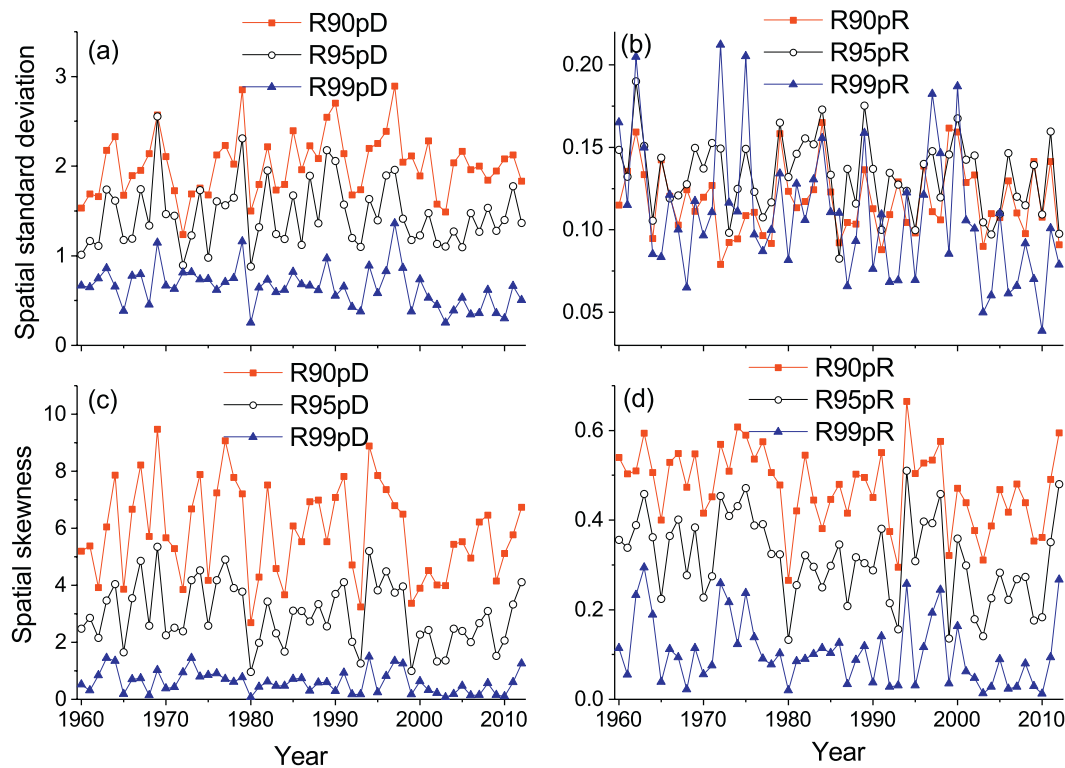 (a)
R90pD
R95pD
R99pD
Spatial standard deviation
3
2
1
0
(b)
R90pR
R95pR
R99pR
0.20
0.15
0.10
0.05
(c)
R90pD
R95pD
R99pD
Spatial skewness
10
8
6
4
2
0
1960 1970 1980 1990 2000 2010
Year
(d)
R90pR
R95pR
R99pR
0.6
0.4
0.2
0.0
1960 1970 1980 1990 2000 2010
Year